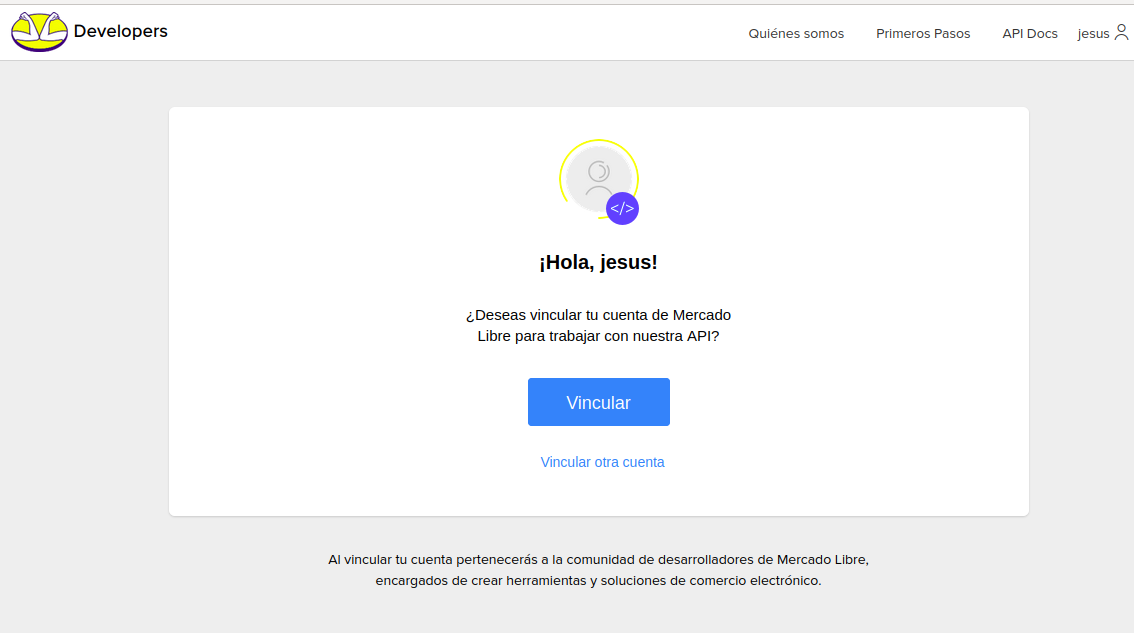 Developers
Quiénes somos
Primeros Pasos
API Docs
jesus
</>
¡Hola, jesus!
¿Deseas vincular tu cuenta de Mercado
Libre para trabajar con nuestra API?
Vincular
Vincular otra cuenta
Al vincular tu cuenta pertenecerás a la comunidad de desarrolladores de Mercado Libre,
encargados de crear herramientas y soluciones de comercio electrónico.